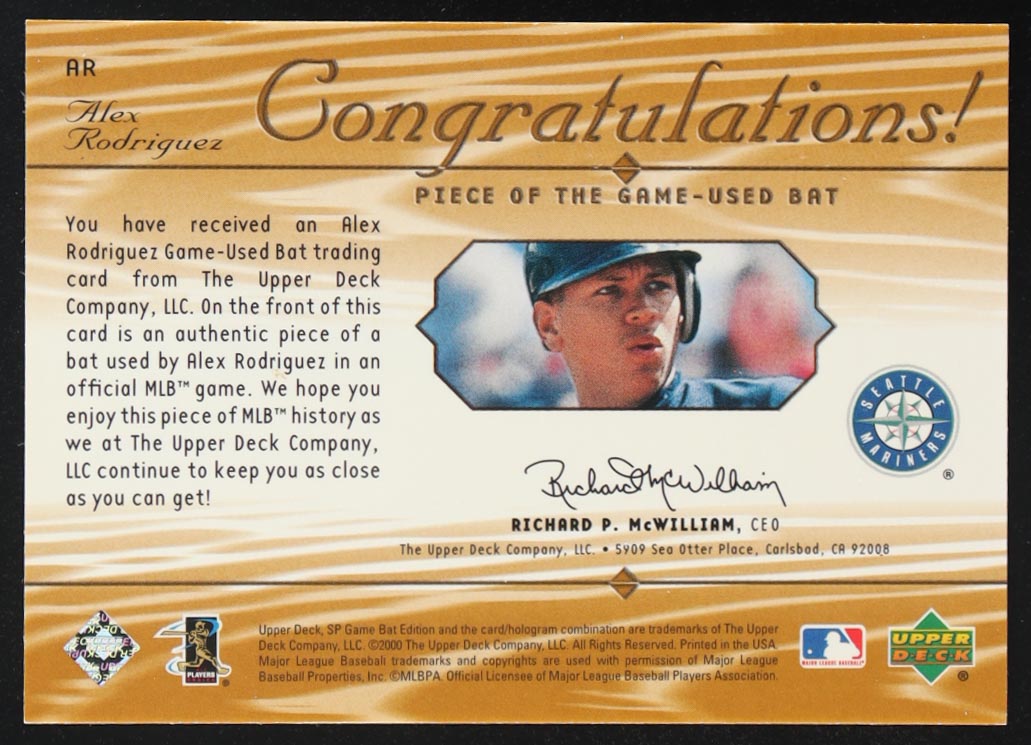 AR
Alex
Rodriguez
Congratulations!
PIECE OF THE GAME-USED BAT
You have received an Alex
Rodriguez Game-Used Bat trading
card from The Upper Deck
Company, LLC. On the front of this
card is an authentic piece of a
bat used by Alex Rodriguez in an
official MLB™ game. We hope you
enjoy this piece of MLB™ history as
we at The Upper Deck Company,
LLC continue to keep you as close
as you can get!
SEATTLE
MARINERS
®
Richard McWilliam
RICHARD P. McWILLIAM, CEO
The Upper Deck Company, LLC. • 5909 Sea Otter Place, Carlsbad, CA 92008
PLAYERS
Upper Deck, SP Game Bat Edition and the card/hologram combination are trademarks of The Upper
Deck Company, LLC. ©2000 The Upper Deck Company, LLC. All Rights Reserved. Printed in the USA.
Major League Baseball trademarks and copyrights are used with permission of Major League
Baseball Properties, Inc. ©MLBPA. Official Licensee of Major League Baseball Players Association.
MAJOR LEAGUE BASEBALL
UPPER
DECK
®